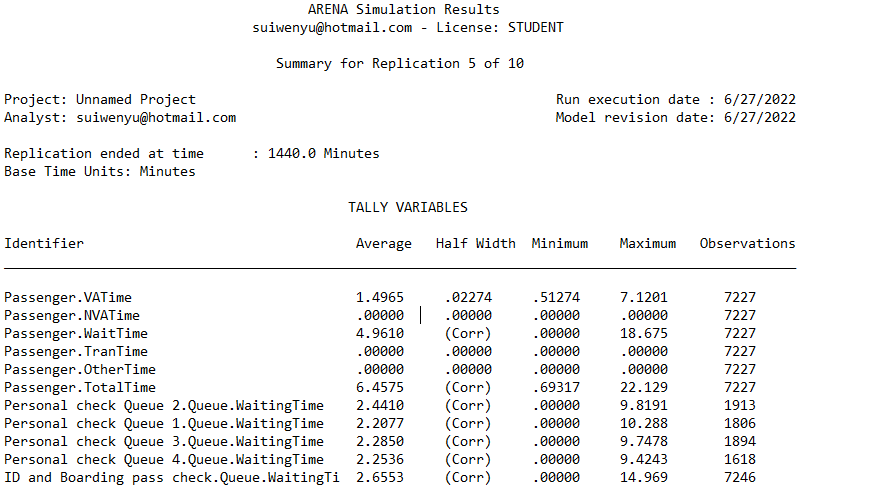 ARENA Simulation Results
suiwenyu@hotmail.com - License: STUDENT
Summary for Replication 5 of 10
Project: Unnamed Project Run execution date : 6/27/2022
Analyst: suiwenyu@hotmail.com Model revision date: 6/27/2022
Replication ended at time : 1440.0 Minutes
Base Time Units: Minutes
TALLY VARIABLES
Identifier Average Half Width Minimum Maximum Observations
Passenger.VATime 1.4965 .02274 .51274 7.1201 7227
Passenger.NVATime .00000 .00000 .00000 .00000 7227
Passenger.WaitTime 4.9610 (Corr) .00000 18.675 7227
Passenger.TranTime .00000 .00000 .00000 .00000 7227
Passenger.OtherTime .00000 .00000 .00000 .00000 7227
Passenger.TotalTime 6.4575 (Corr) .69317 22.129 7227
Personal check Queue 2.Queue.WaitingTime 2.4410 (Corr) .00000 9.8191 1913
Personal check Queue 1.Queue.WaitingTime 2.2077 (Corr) .00000 10.288 1806
Personal check Queue 3.Queue.WaitingTime 2.2850 (Corr) .00000 9.7478 1894
Personal check Queue 4.Queue.WaitingTime 2.2536 (Corr) .00000 9.4243 1618
ID and Boarding pass check.Queue.WaitingTi 2.6553 (Corr) .00000 14.969 7246